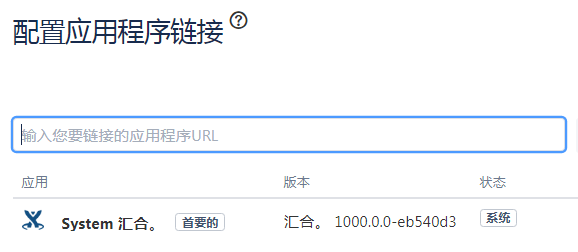 配置应用程序链接
输入您要链接的应用程序URL
应用 版本 状态
System 汇合。 首要的 汇合。 1000.0.0-eb540d3 系统